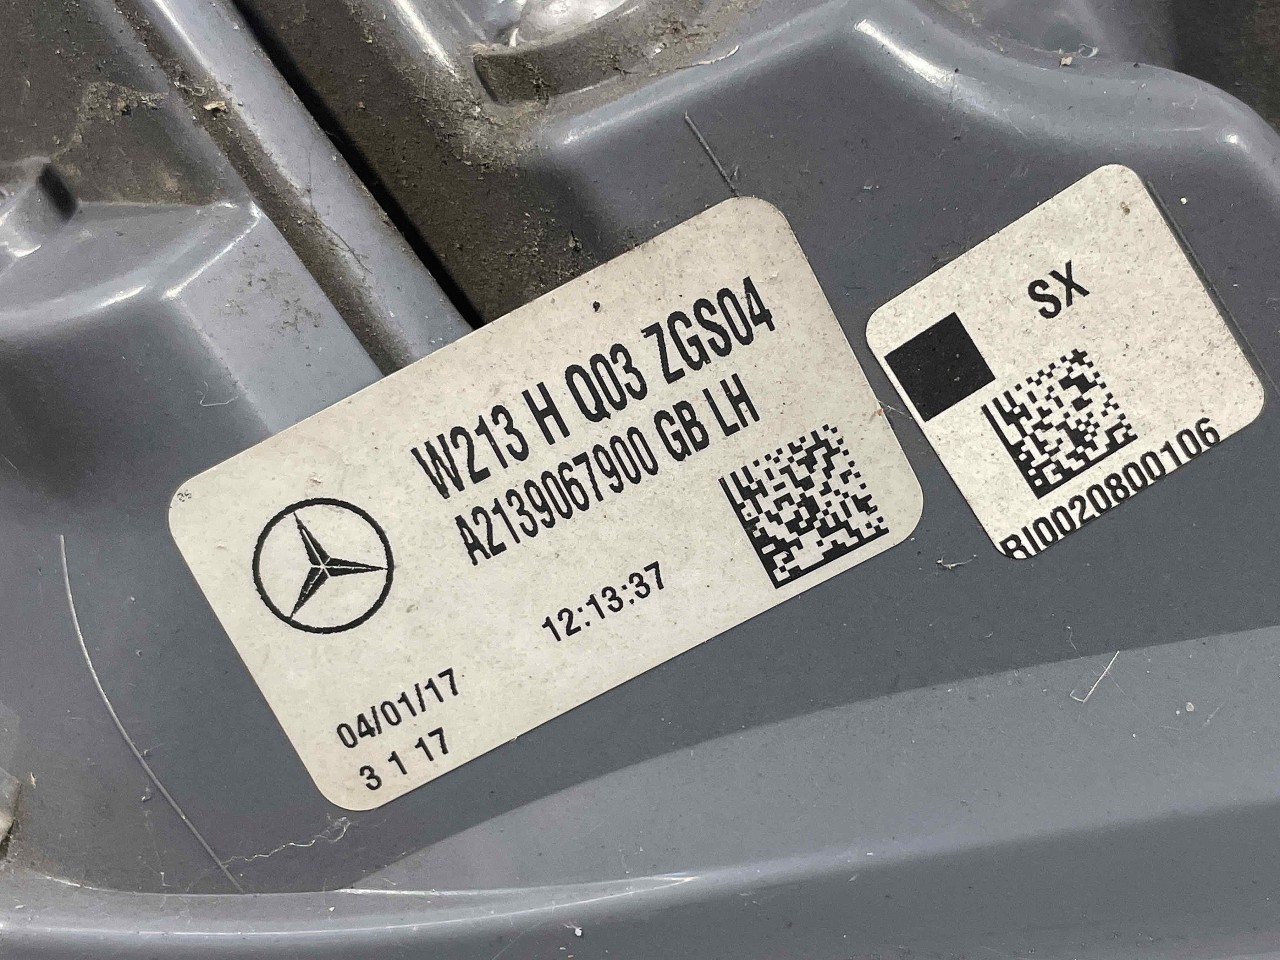 W213 H Q03 ZGS04
A2139067900 GB LH
12:13:37
04/01/17
3 1 17
SX
BI0020800106